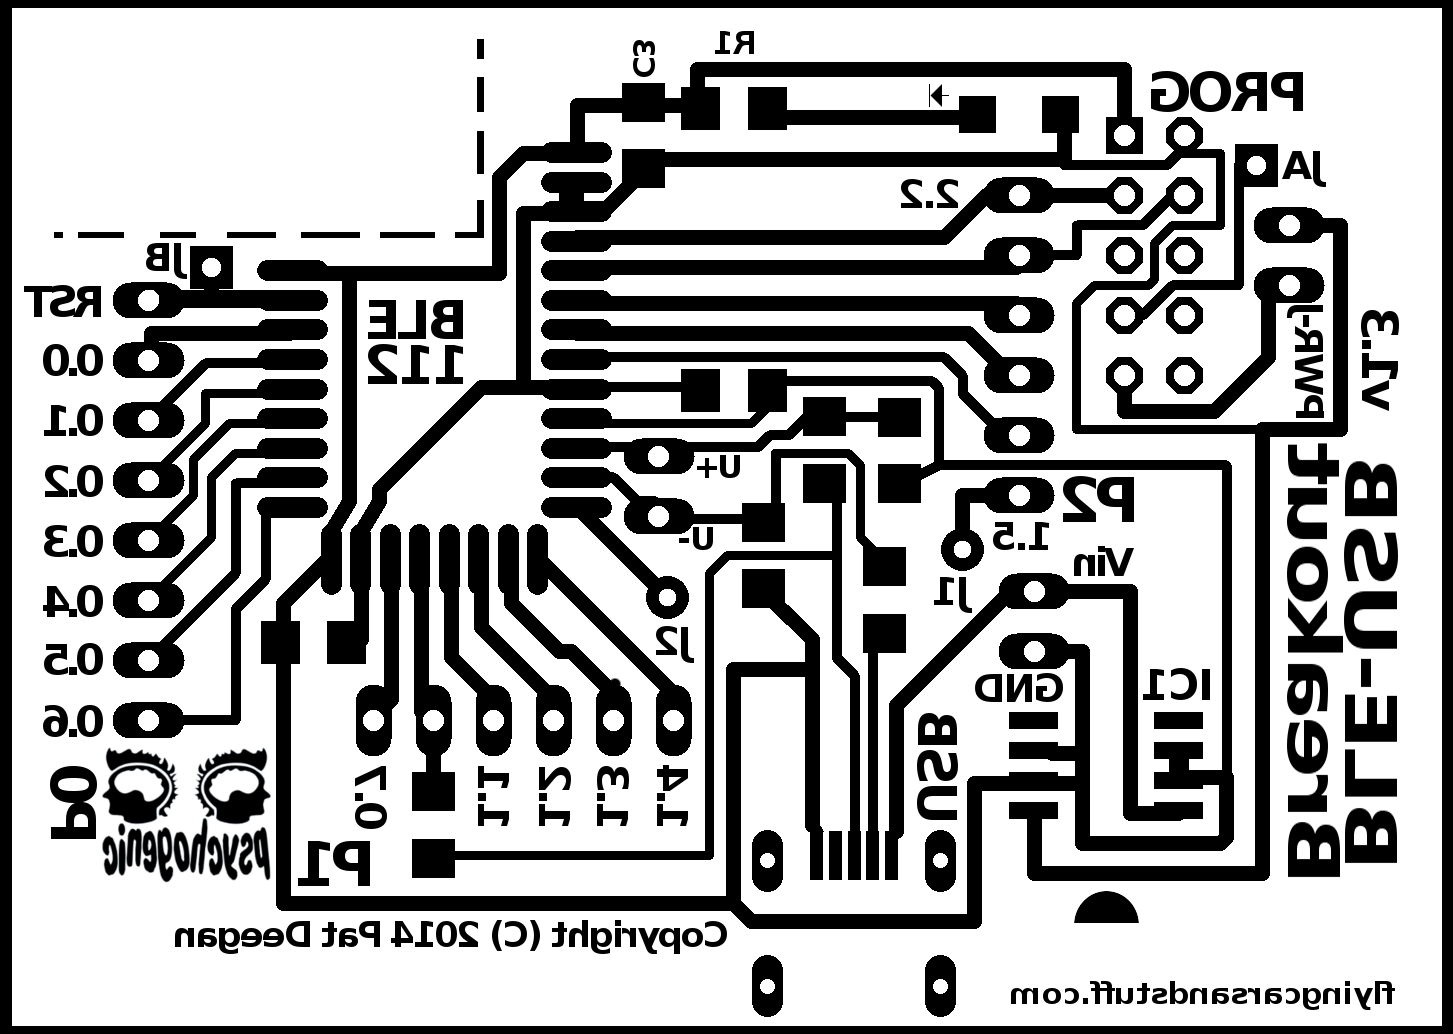 C3
R1
PROG
JA
2.2
JB
RST
BLE
112
0.0
0.1
0.2
0.3
0.4
0.5
0.6
P0
PWR-J
v1.3
U+
U-
P2
1.5
J1
Vin
J2
GND
IC1
USB
Breakout
BLE-USB
0.7
1.1
1.2
1.3
1.4
P1
psychogenic
Copyright (C) 2014 Pat Deegan
flyingcarsandstuff.com